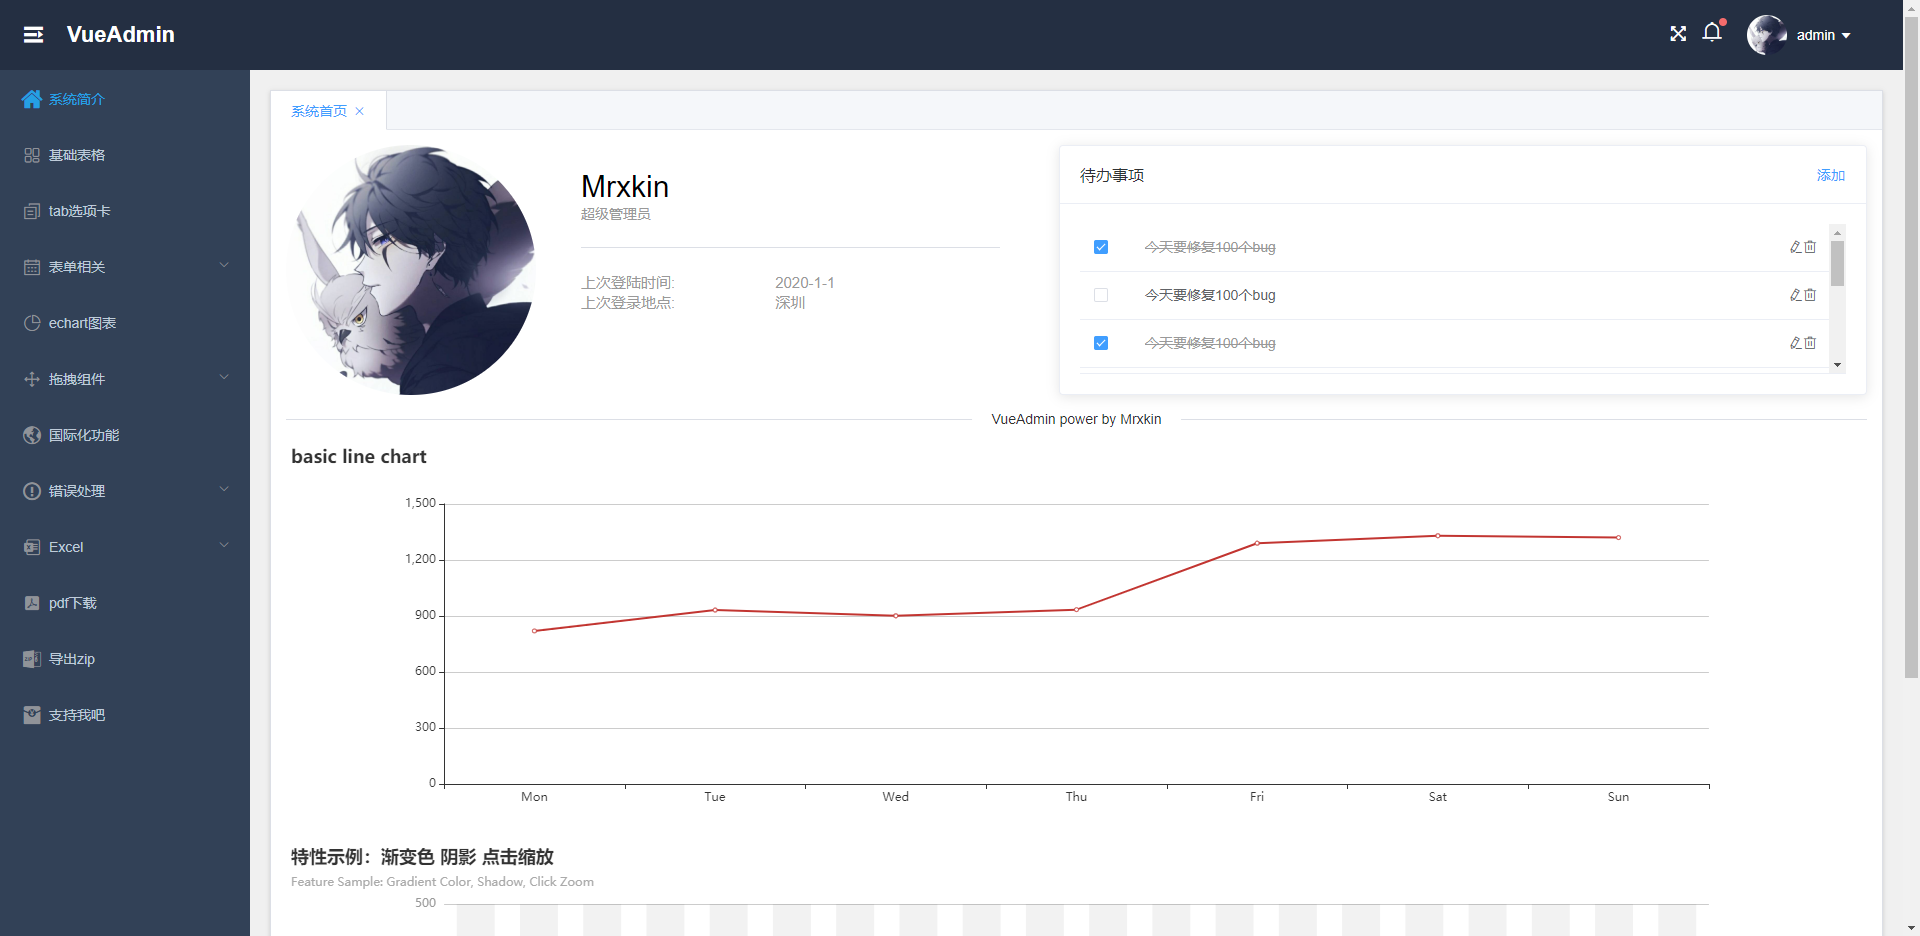 VueAdmin
admin
系统简介
基础表格
tab选项卡
表单相关
echart图表
拖拽组件
国际化功能
错误处理
Excel
pdf下载
导出zip
支持我吧
系统首页
Mrxkin
超级管理员
上次登陆时间: 2020-1-1
上次登录地点: 深圳
待办事项 添加
今天要修复100个bug
今天要修复100个bug
今天要修复100个bug
VueAdmin power by Mrxkin
basic line chart
1,500
1,200
900
600
300
0
Mon Tue Wed Thu Fri Sat Sun
特性示例：渐变色 阴影 点击缩放
Feature Sample: Gradient Color, Shadow, Click Zoom
500